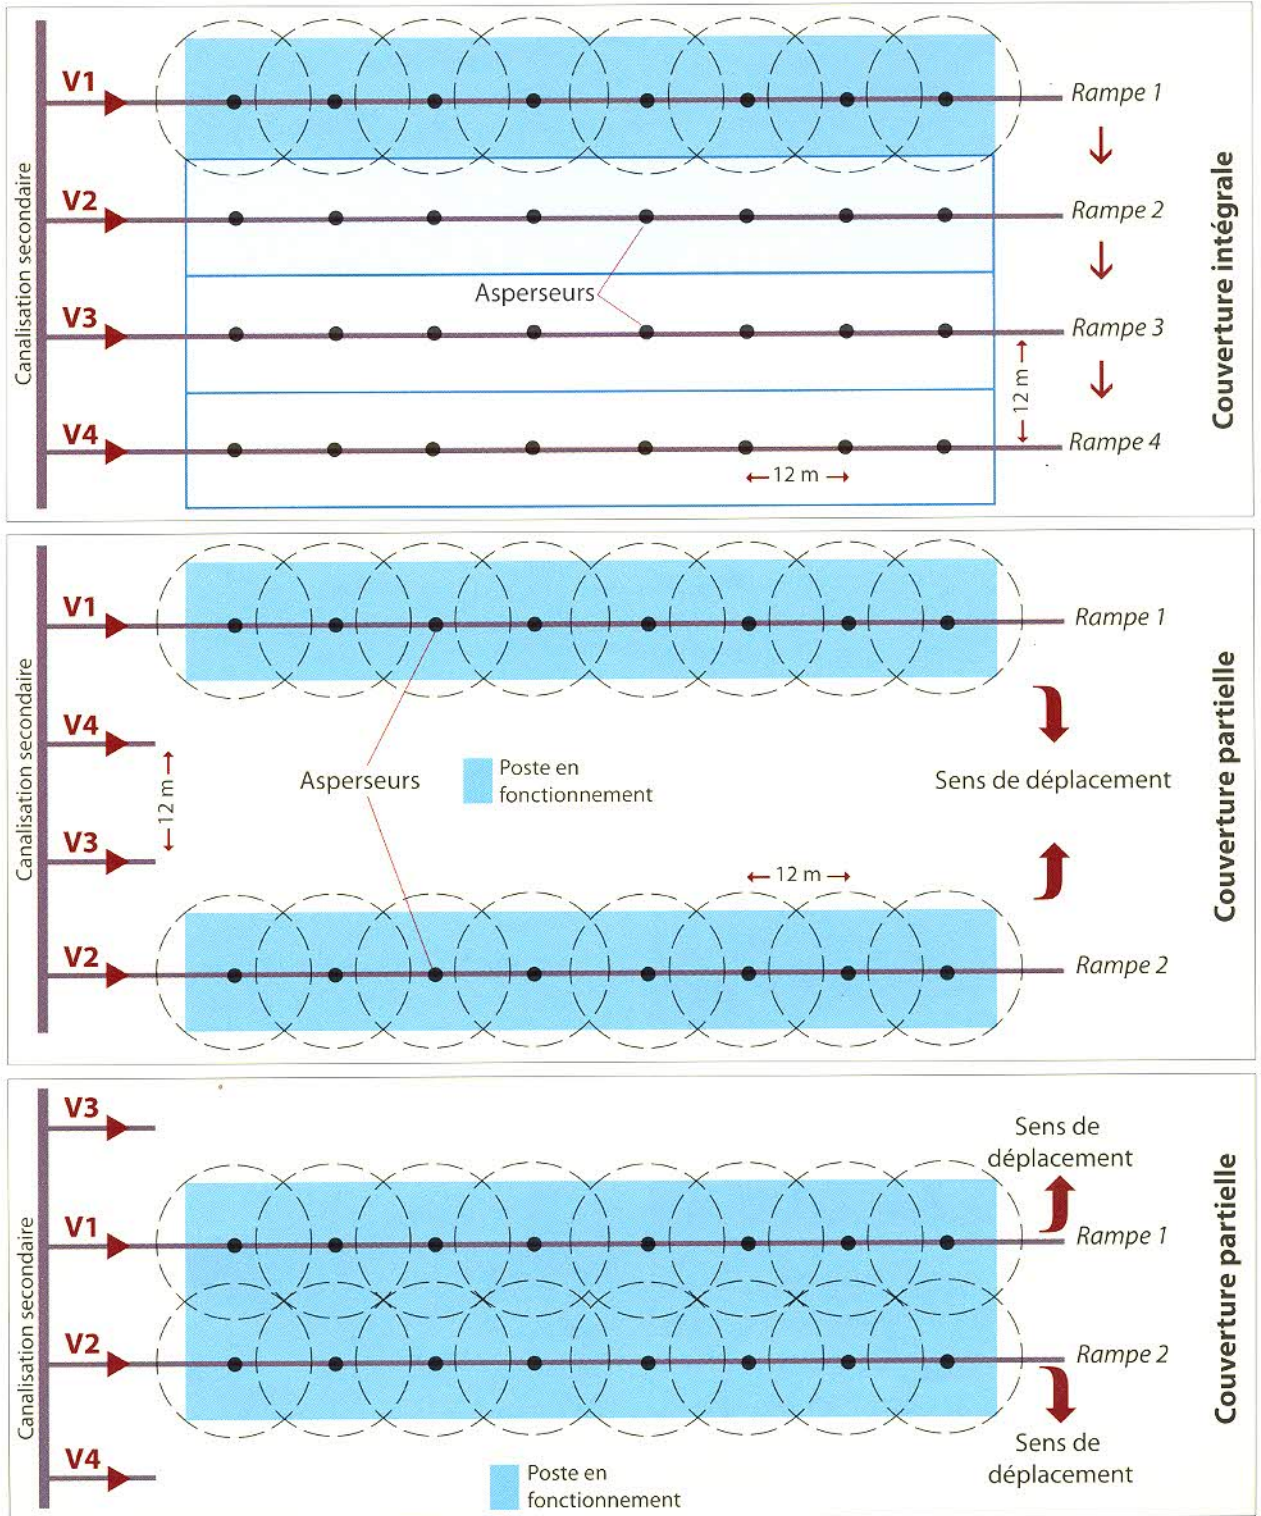 Canalisation secondaire
V1
Rampe 1
V2
Rampe 2
Asperseurs
V3
Rampe 3
12 m
V4
Rampe 4
12 m
Couverture intégrale
Canalisation secondaire
V1
Rampe 1
V4
Asperseurs
Poste en
fonctionnement
Sens de déplacement
12 m
V3
12 m
V2
Rampe 2
Couverture partielle
Canalisation secondaire
V3
Sens de
déplacement
V1
Rampe 1
V2
Rampe 2
V4
Sens de
déplacement
Poste en
fonctionnement
Couverture partielle